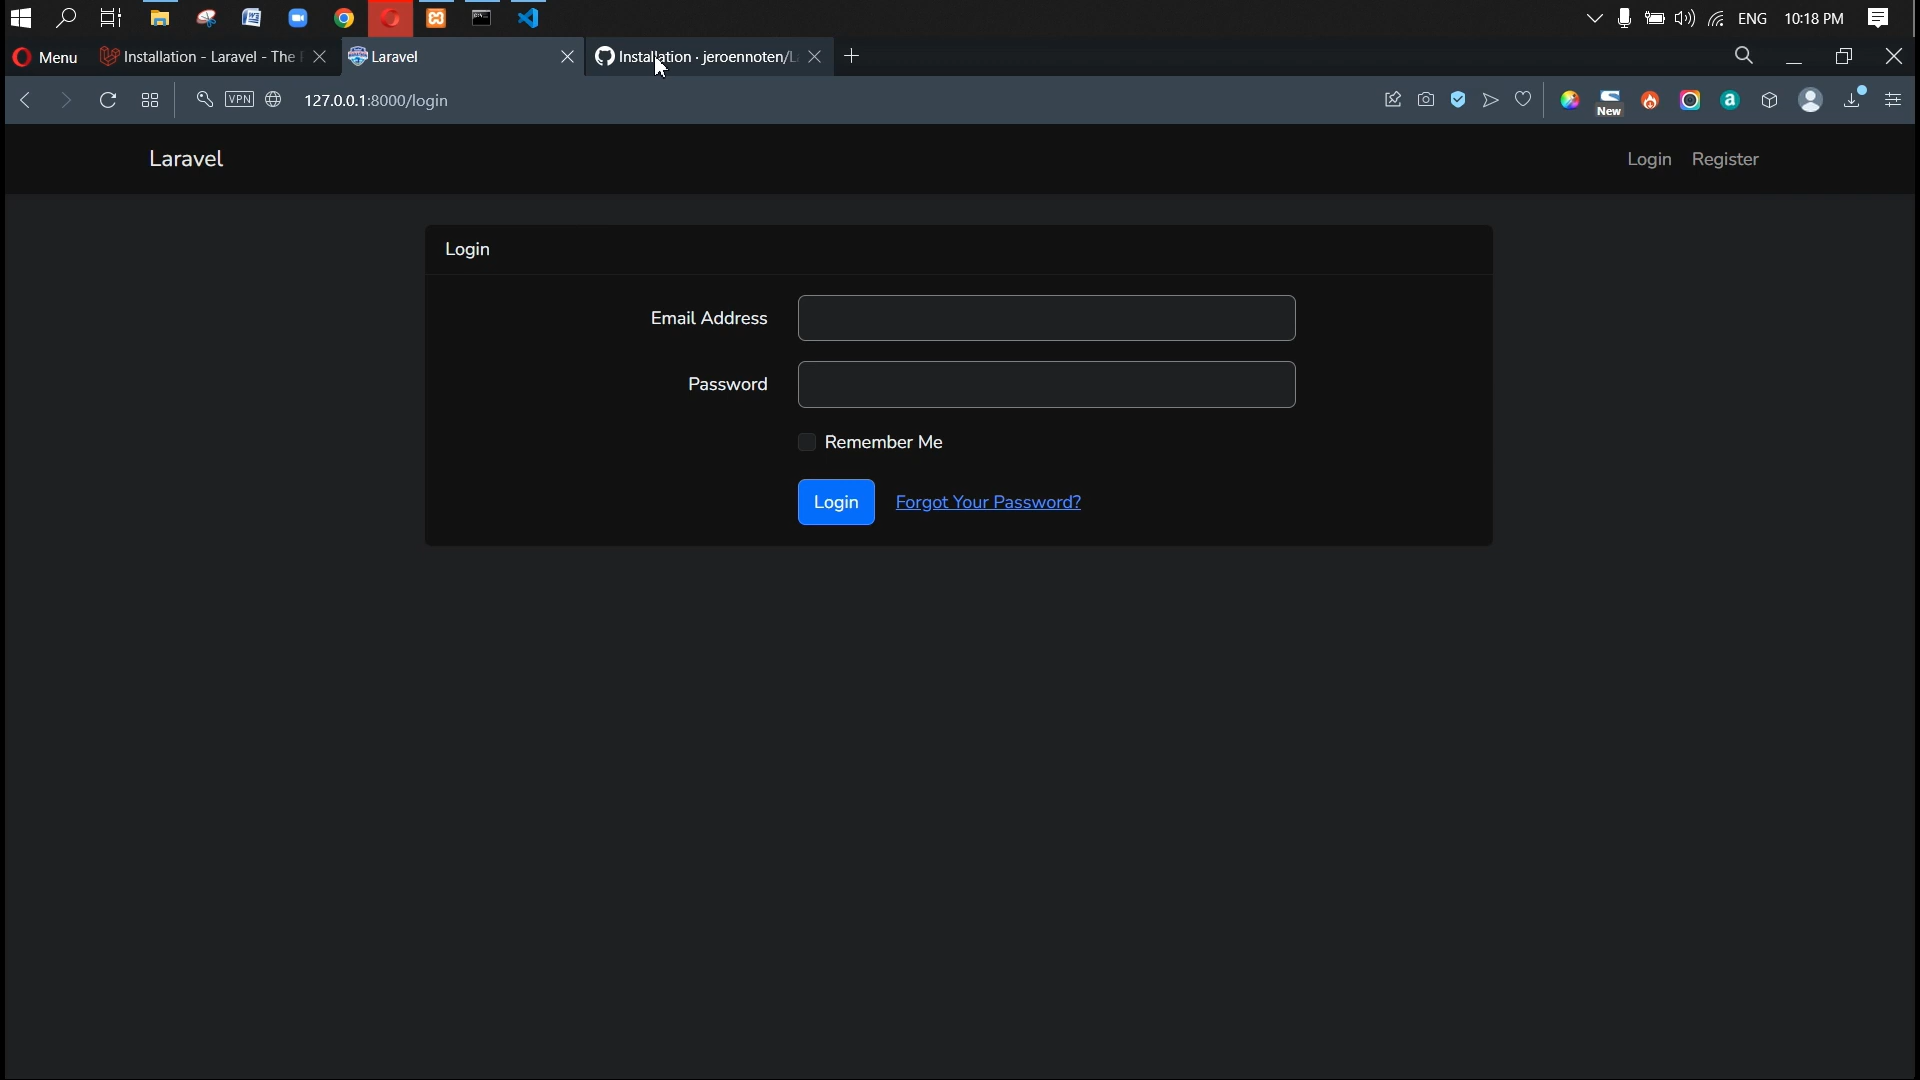 ENG 10:18 PM
Menu Installation - Laravel - The Laravel Installation · jeroennoten/L
VPN 127.0.0.1:8000/login New
Laravel Login Register
Login
Email Address
Password
Remember Me
Login Forgot Your Password?